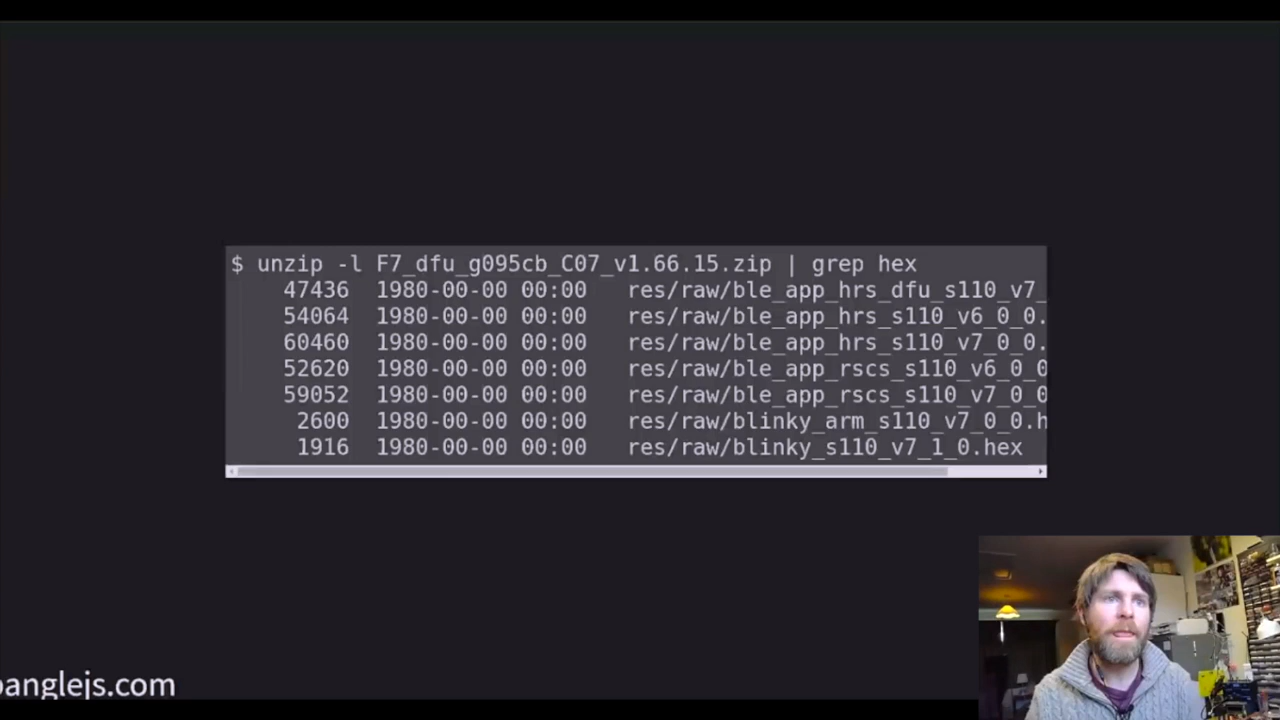 $ unzip -l F7_dfu_g095cb_C07_v1.66.15.zip | grep hex
47436 1980-00-00 00:00 res/raw/ble_app_hrs_dfu_s110_v7_
54064 1980-00-00 00:00 res/raw/ble_app_hrs_s110_v6_0_0.
60460 1980-00-00 00:00 res/raw/ble_app_hrs_s110_v7_0_0.
52620 1980-00-00 00:00 res/raw/ble_app_rscs_s110_v6_0_0
59052 1980-00-00 00:00 res/raw/ble_app_rscs_s110_v7_0_0
2600 1980-00-00 00:00 res/raw/blinky_arm_s110_v7_0_0.h
1916 1980-00-00 00:00 res/raw/blinky_s110_v7_1_0.hex
banglejs.com